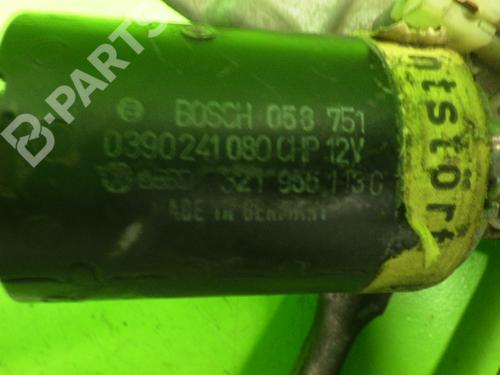 B-PARTS
BOSCH 058 751
0390241080 CHP 12V
321 955 113 C
MADE IN GERMANY
ntstört